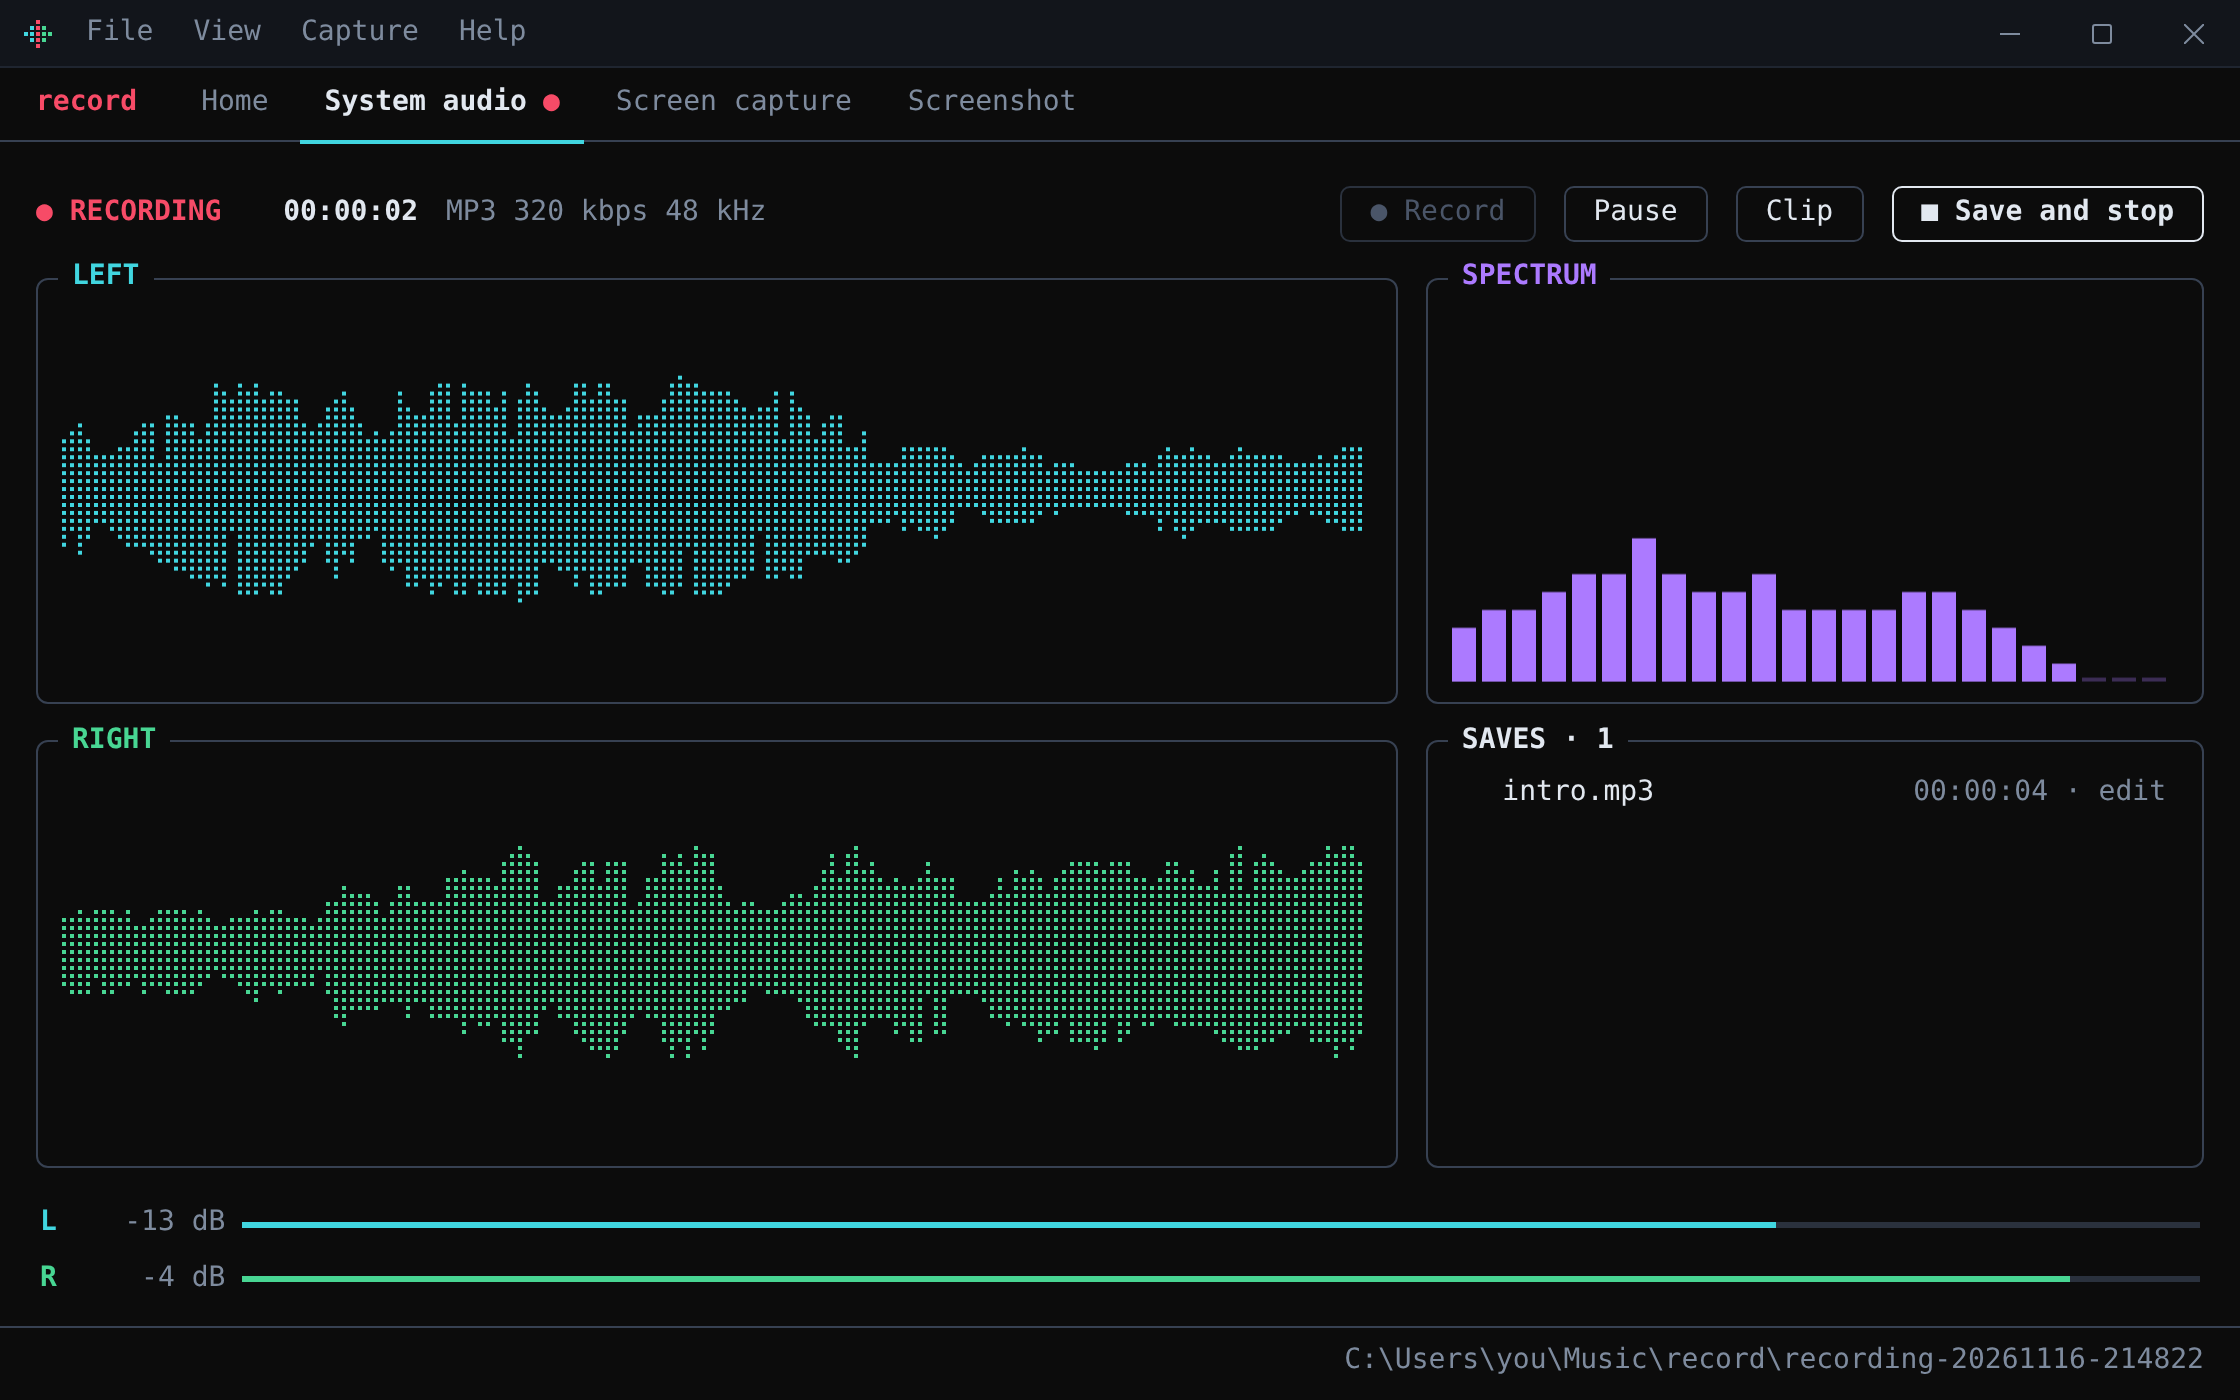 File View Capture Help
record Home System audio ● Screen capture Screenshot
● RECORDING 00:00:02 MP3 320 kbps 48 kHz ● Record Pause Clip ■ Save and stop
LEFT
SPECTRUM
RIGHT
SAVES · 1
intro.mp3 00:00:04 · edit
L -13 dB
R -4 dB
C:\Users\you\Music\record\recording-20261116-214822